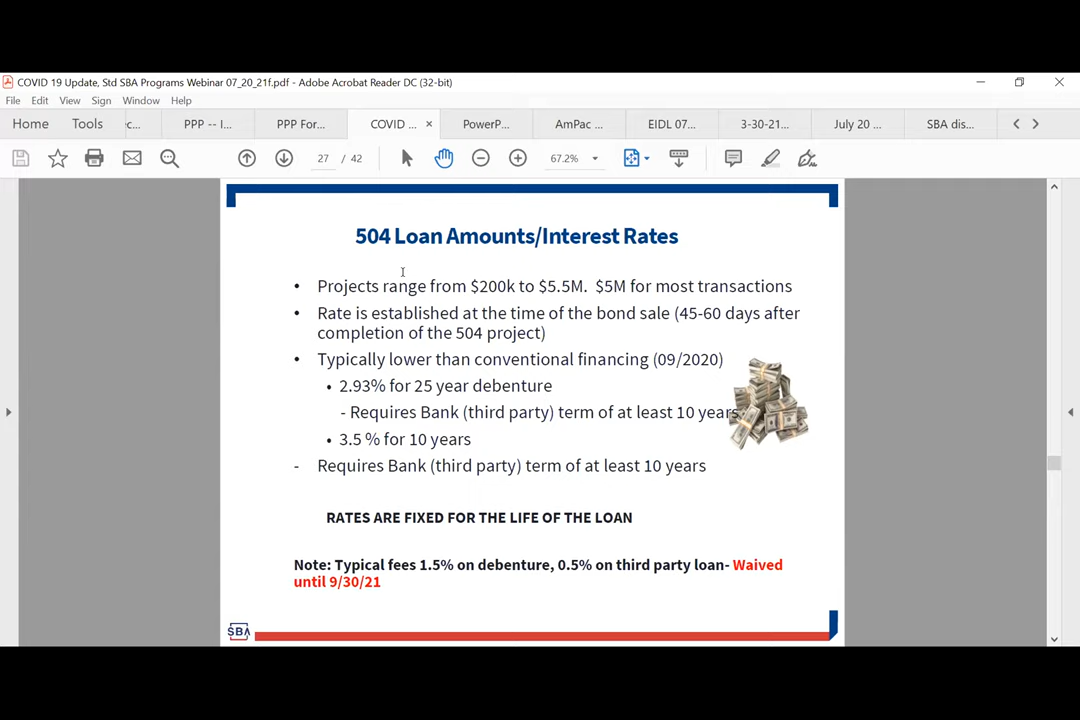 COVID 19 Update, Std SBA Programs Webinar 07_20_21f.pdf - Adobe Acrobat Reader DC (32-bit)
File Edit View Sign Window Help
Home Tools c... PPP -- I... PPP For... COVID ... × PowerP... AmPac ... EIDL 07... 3-30-21... July 20 ... SBA dis...
27 / 42 67.2%
504 Loan Amounts/Interest Rates
• Projects range from $200k to $5.5M. $5M for most transactions
• Rate is established at the time of the bond sale (45-60 days after
completion of the 504 project)
• Typically lower than conventional financing (09/2020)
• 2.93% for 25 year debenture
- Requires Bank (third party) term of at least 10 years
• 3.5 % for 10 years
- Requires Bank (third party) term of at least 10 years
RATES ARE FIXED FOR THE LIFE OF THE LOAN
Note: Typical fees 1.5% on debenture, 0.5% on third party loan- Waived
until 9/30/21
SBA